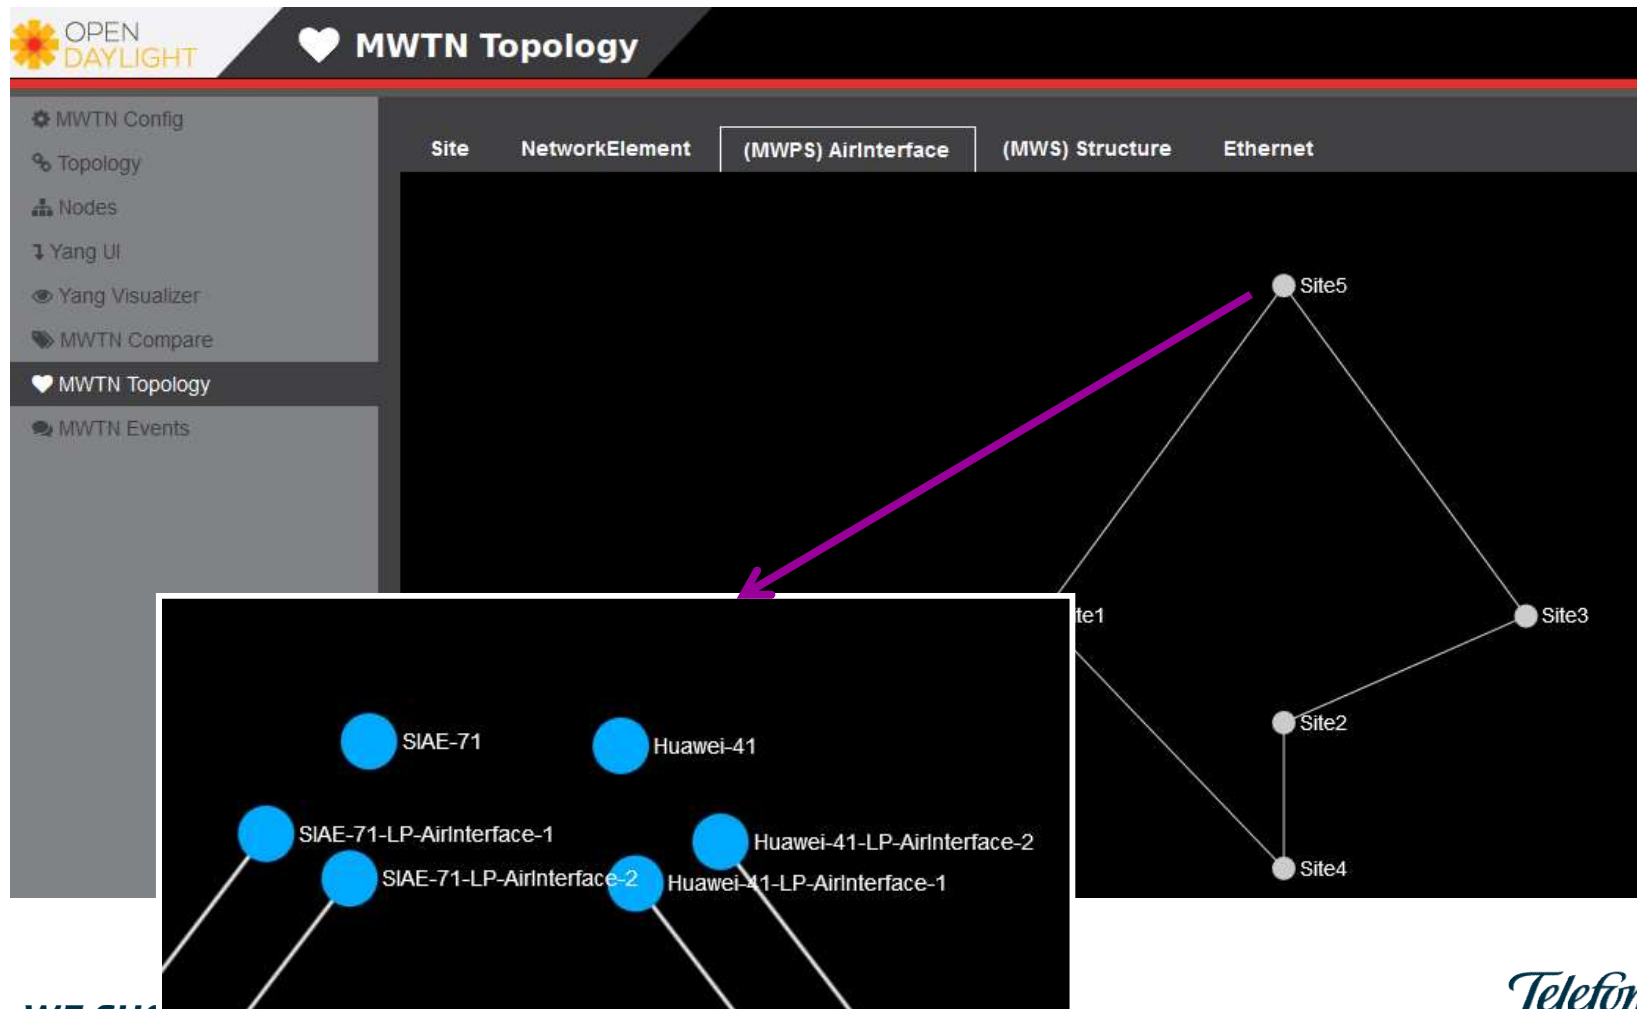 OPEN
DAYLIGHT
MWTN Topology
MWTN Config
Topology
Nodes
Yang UI
Yang Visualizer
MWTN Compare
MWTN Topology
MWTN Events
Site NetworkElement (MWPS) AirInterface (MWS) Structure Ethernet
Site5
te1
Site3
Site2
Site4
SIAE-71
Huawei-41
SIAE-71-LP-AirInterface-1
Huawei-41-LP-AirInterface-2
SIAE-71-LP-AirInterface-2
Huawei-41-LP-AirInterface-1